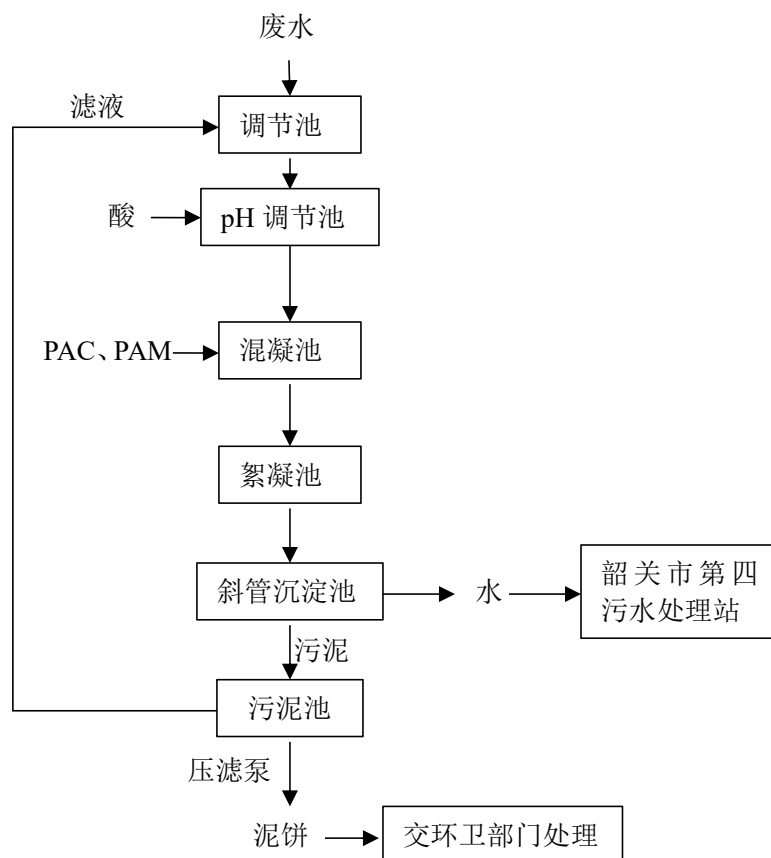 废水
滤液
调节池
酸
pH 调节池
PAC、PAM
混凝池
絮凝池
斜管沉淀池
水
韶关市第四
污水处理站
污泥
污泥池
压滤泵
泥饼
交环卫部门处理